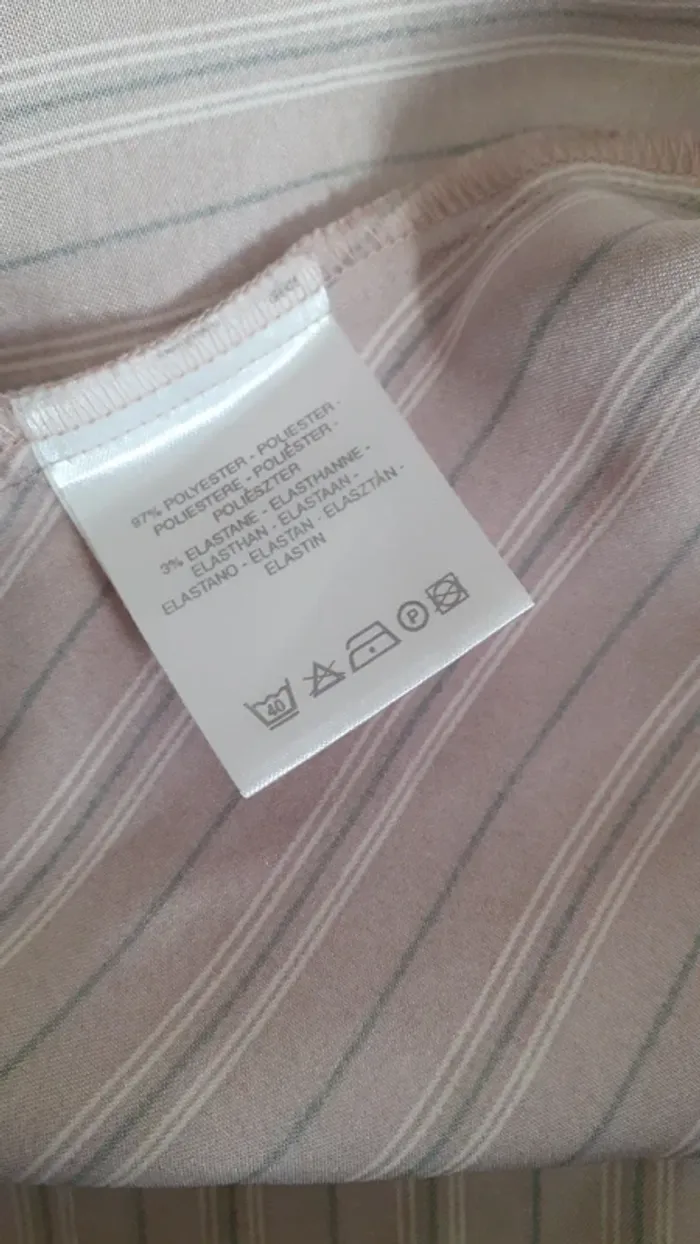 97% POLYESTER - POLIESTER -
POLIESTERE - POLIÉSTER -
POLIÉSZTER
3% ELASTANE - ELASTHANNE -
ELASTHAN - ELASTAAN -
ELASTANO - ELASTAN - ELASZTÁN -
ELASTIN
40
P